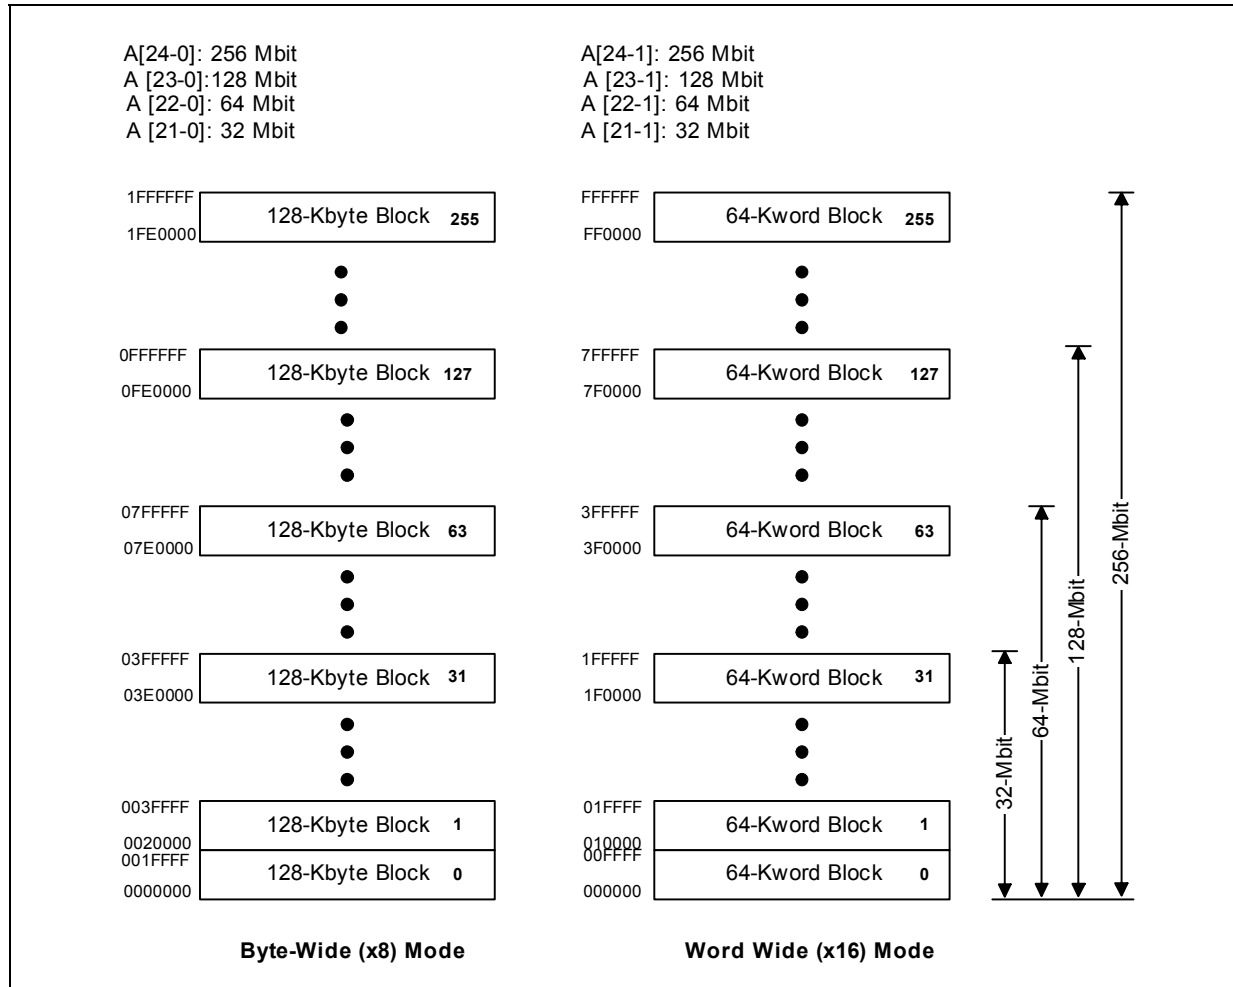 A[24-0]: 256 Mbit
A [23-0]:128 Mbit
A [22-0]: 64 Mbit
A [21-0]: 32 Mbit
A[24-1]: 256 Mbit
A [23-1]: 128 Mbit
A [22-1]: 64 Mbit
A [21-1]: 32 Mbit
1FFFFFF
128-Kbyte Block 255
1FE0000
0FFFFFF
128-Kbyte Block 127
0FE0000
07FFFFF
128-Kbyte Block 63
07E0000
03FFFFF
128-Kbyte Block 31
03E0000
003FFFF
128-Kbyte Block 1
0020000
001FFFF
128-Kbyte Block 0
0000000
Byte-Wide (x8) Mode
FFFFFF
64-Kword Block 255
FF0000
7FFFFF
64-Kword Block 127
7F0000
3FFFFF
64-Kword Block 63
3F0000
1FFFFF
64-Kword Block 31
1F0000
01FFFF
64-Kword Block 1
010000
00FFFF
64-Kword Block 0
000000
Word Wide (x16) Mode
32-Mbit
64-Mbit
128-Mbit
256-Mbit